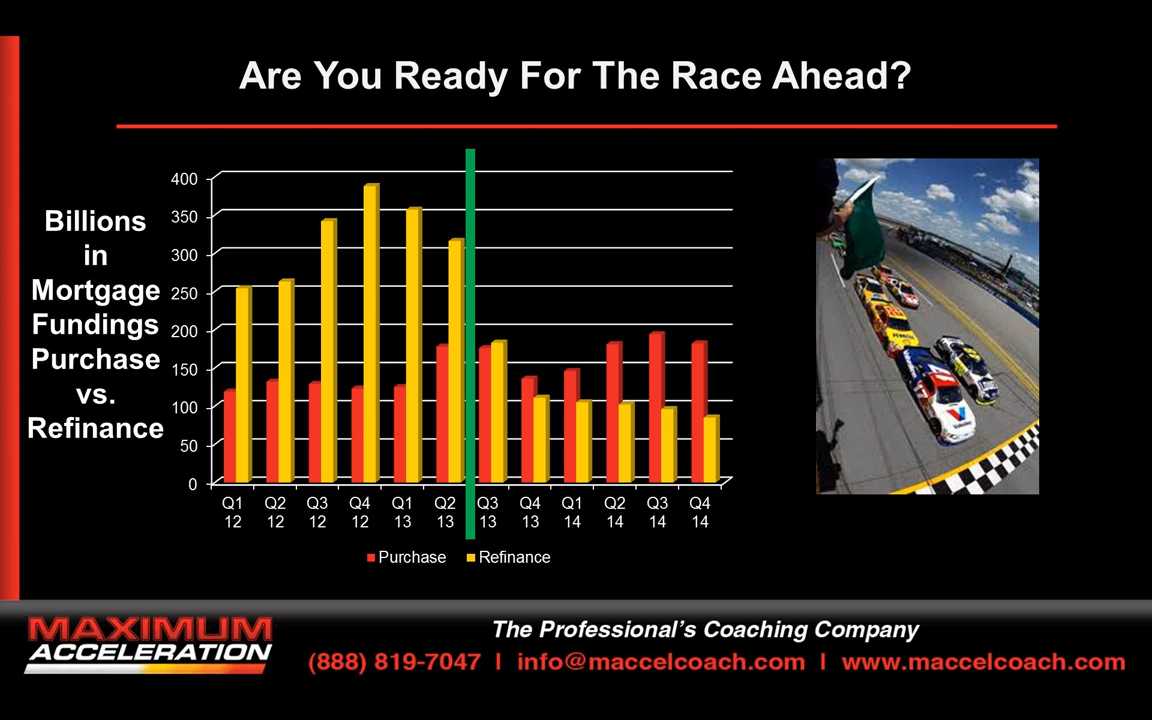 Are You Ready For The Race Ahead?
Billions
in
Mortgage
Fundings
Purchase
vs.
Refinance
400
350
300
250
200
150
100
50
0
Q1 Q2 Q3 Q4 Q1 Q2 Q3 Q4 Q1 Q2 Q3 Q4
12 12 12 12 13 13 13 13 14 14 14 14
Purchase Refinance
MAXIMUM
ACCELERATION
The Professional's Coaching Company
(888) 819-7047 | info@maccelcoach.com | www.maccelcoach.com